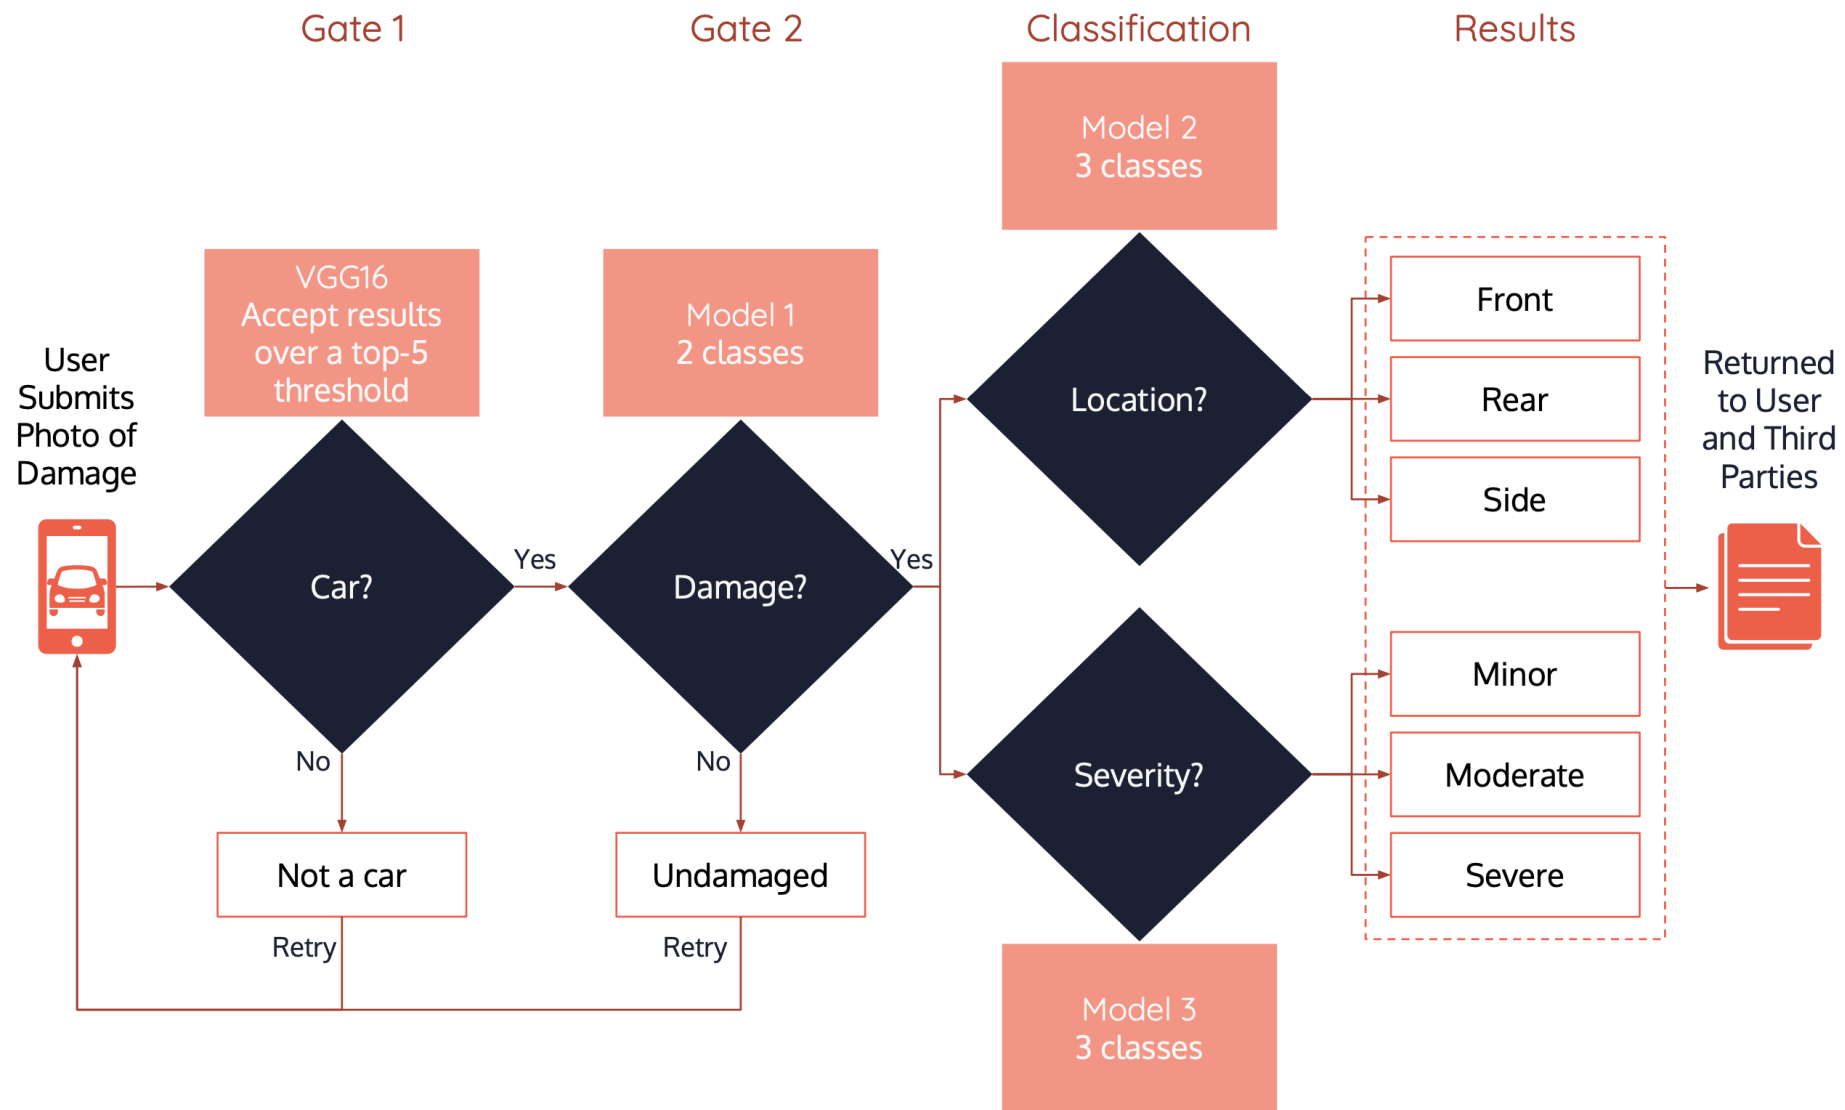 Gate 1
Gate 2
Classification
Results
Model 2
3 classes
VGG16
Accept results
over a top-5
threshold
Model 1
2 classes
User
Submits
Photo of
Damage
Car?
Yes
Damage?
Yes
Location?
Severity?
Front
Rear
Side
Minor
Moderate
Severe
Returned
to User
and Third
Parties
No
No
Not a car
Undamaged
Retry
Retry
Model 3
3 classes